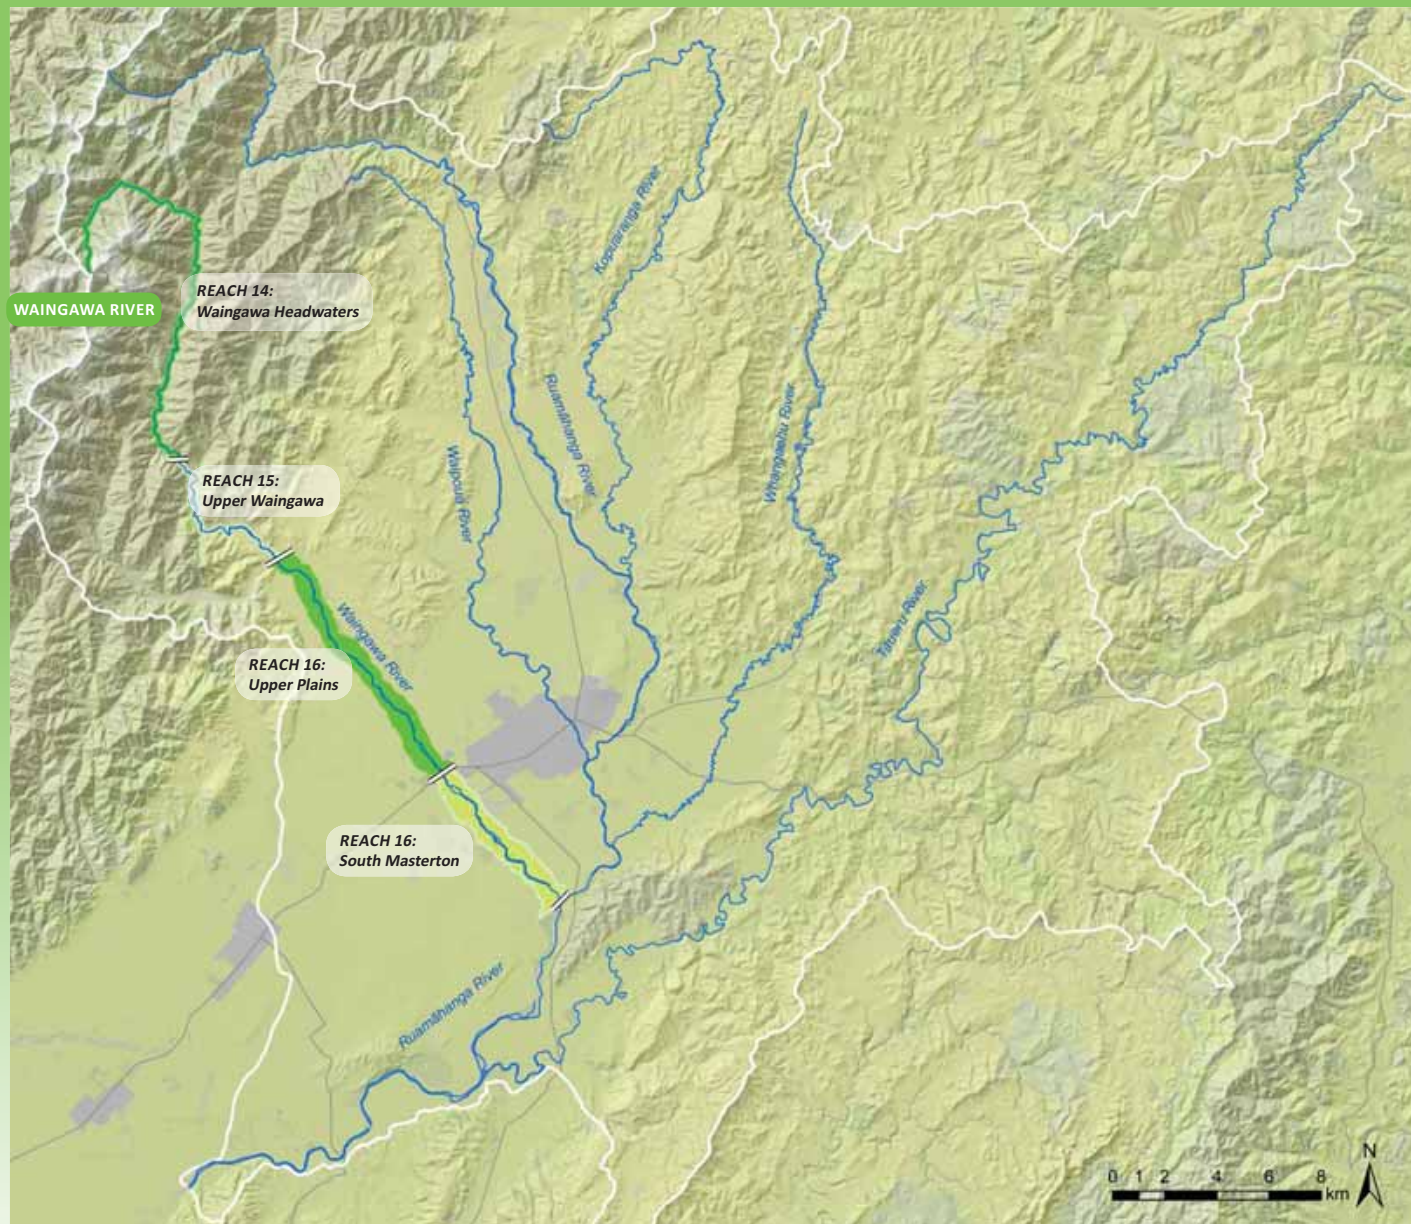 Kopuaranga River
REACH 14:
Waingawa Headwaters
WAINGAWA RIVER
Ruamāhanga River
Whangaehu River
Waipoua River
REACH 15:
Upper Waingawa
Waingawa River
Tauweru River
REACH 16:
Upper Plains
REACH 16:
South Masterton
Ruamāhanga River
N
0 1 2 4 6 8
km